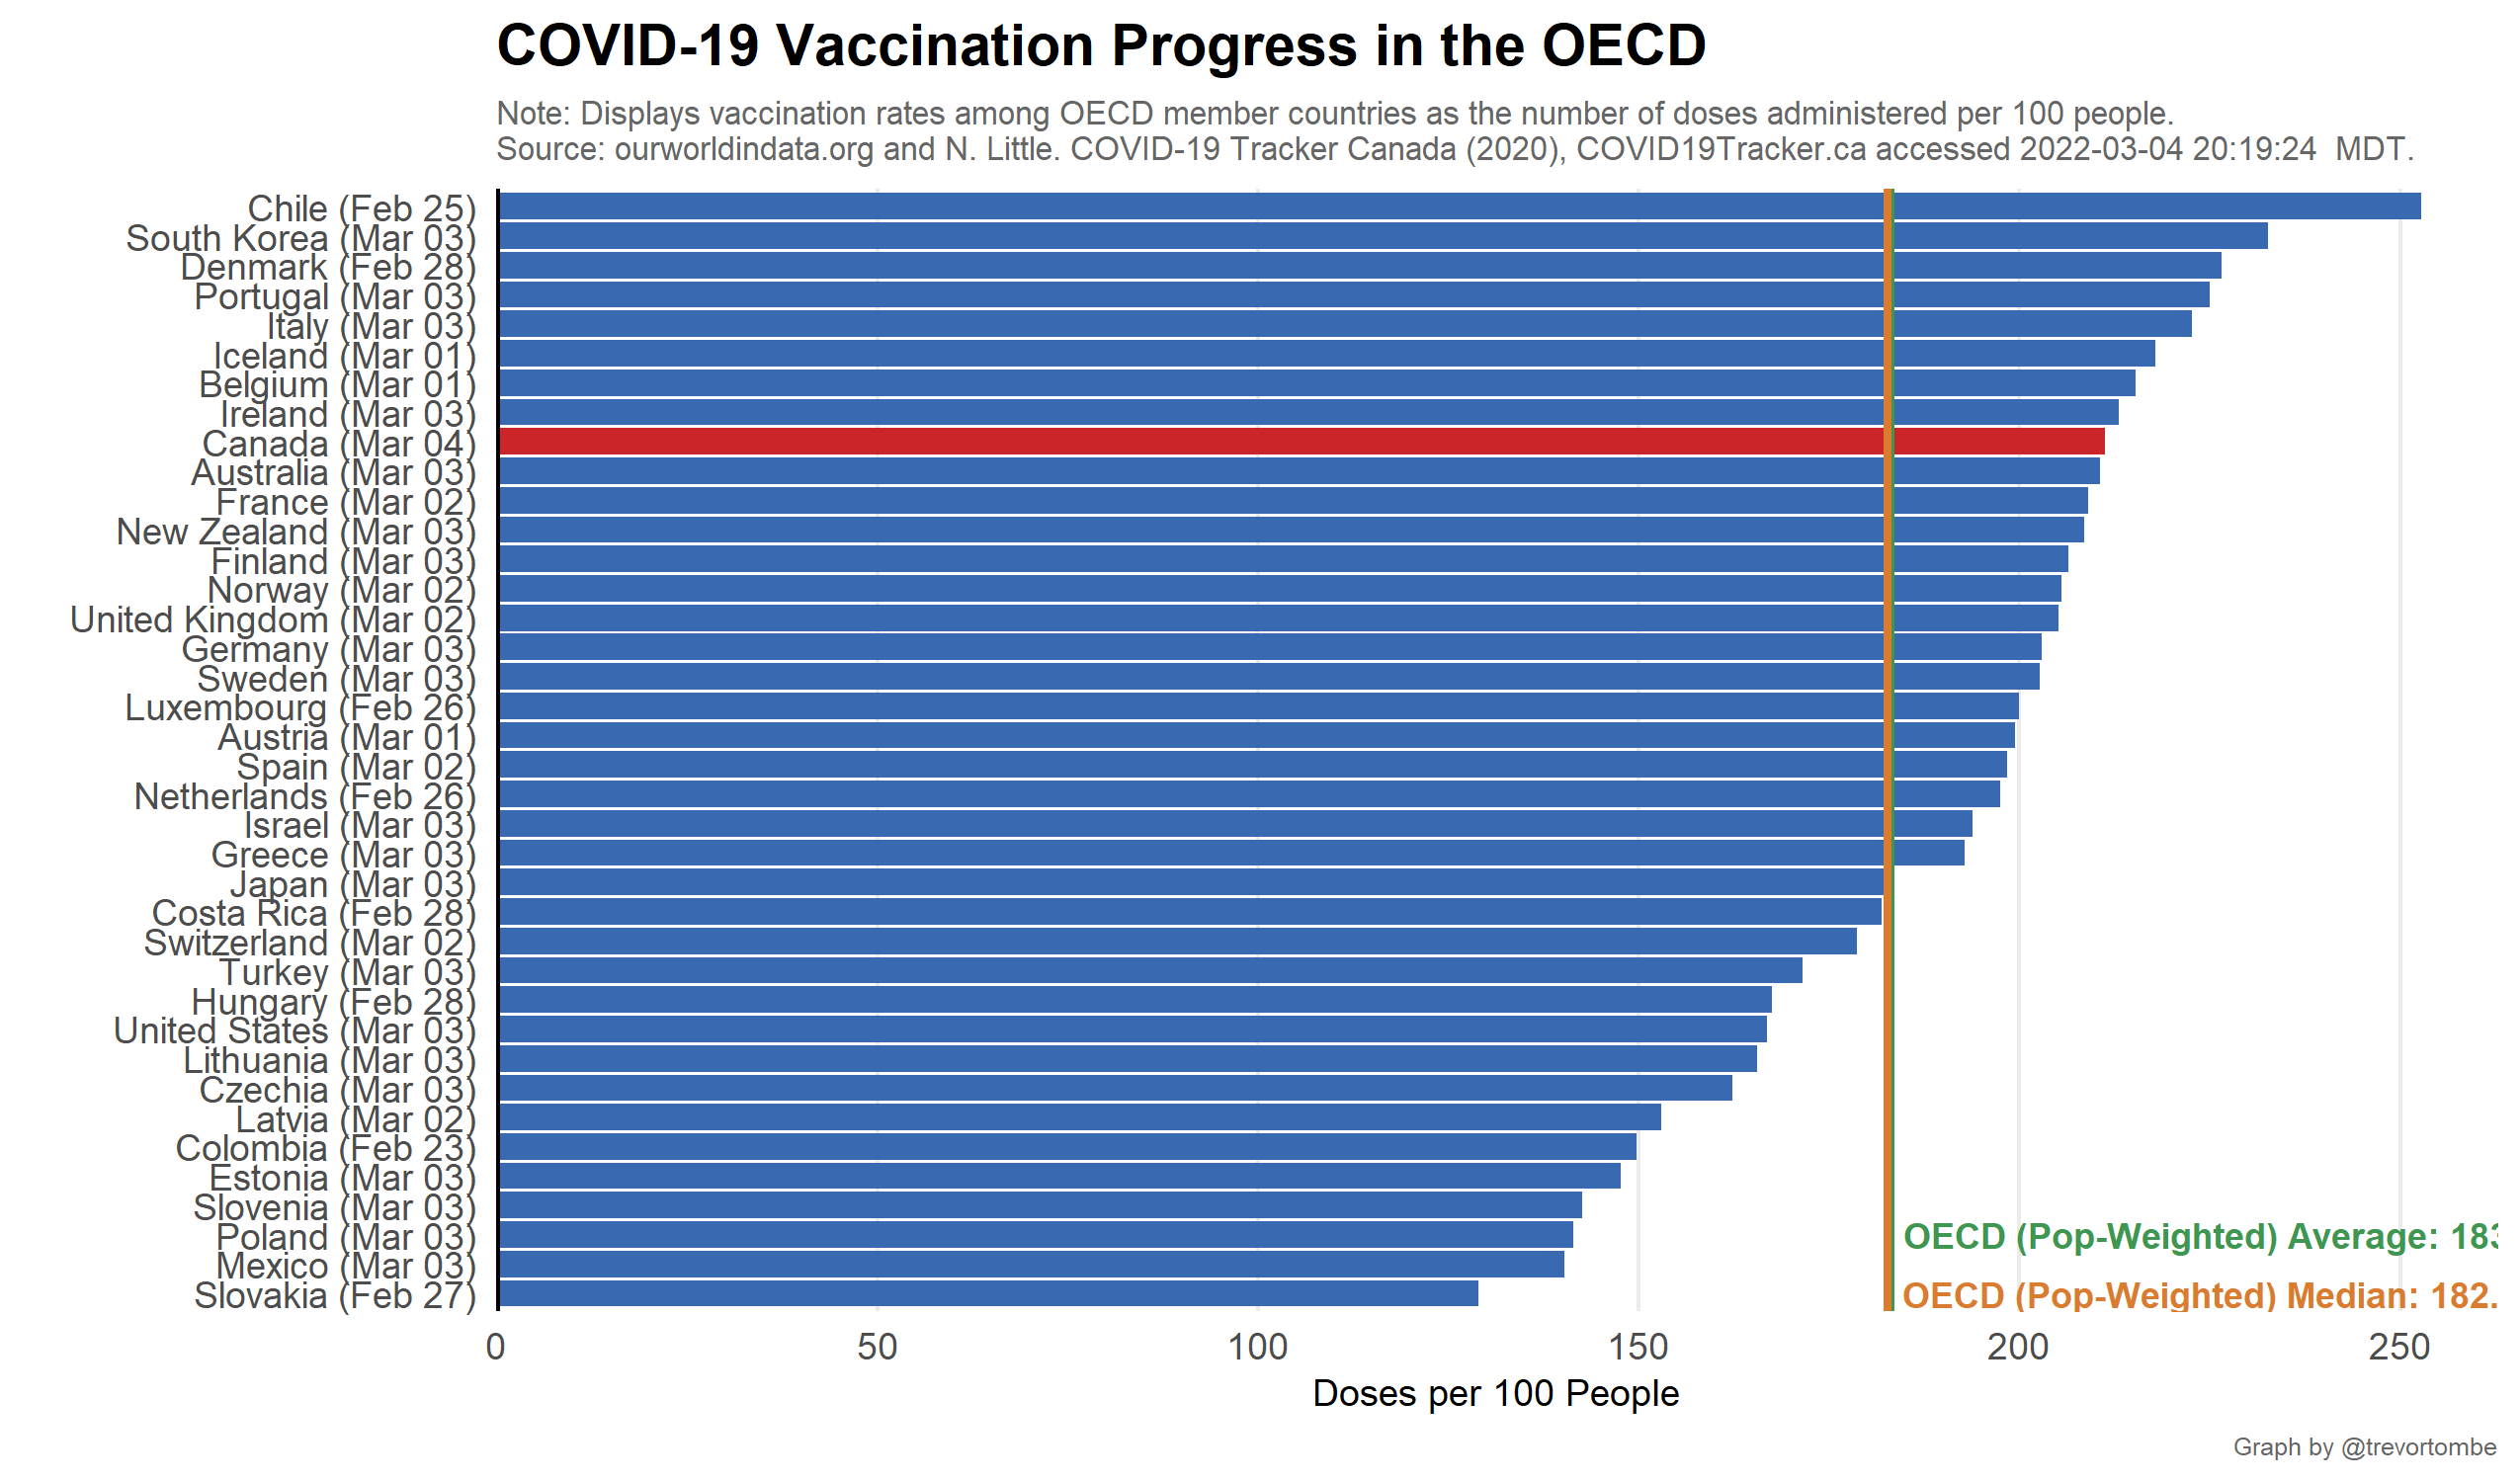 COVID-19 Vaccination Progress in the OECD
Note: Displays vaccination rates among OECD member countries as the number of doses administered per 100 people.
Source: ourworldindata.org and N. Little. COVID-19 Tracker Canada (2020), COVID19Tracker.ca accessed 2022-03-04 20:19:24  MDT.
Chile (Feb 25)
South Korea (Mar 03)
Denmark (Feb 28)
Portugal (Mar 03)
Italy (Mar 03)
Iceland (Mar 01)
Belgium (Mar 01)
Ireland (Mar 03)
Canada (Mar 04)
Australia (Mar 03)
France (Mar 02)
New Zealand (Mar 03)
Finland (Mar 03)
Norway (Mar 02)
United Kingdom (Mar 02)
Germany (Mar 03)
Sweden (Mar 03)
Luxembourg (Feb 26)
Austria (Mar 01)
Spain (Mar 02)
Netherlands (Feb 26)
Israel (Mar 03)
Greece (Mar 03)
Japan (Mar 03)
Costa Rica (Feb 28)
Switzerland (Mar 02)
Turkey (Mar 03)
Hungary (Feb 28)
United States (Mar 03)
Lithuania (Mar 03)
Czechia (Mar 03)
Latvia (Mar 02)
Colombia (Feb 23)
Estonia (Mar 03)
Slovenia (Mar 03)
Poland (Mar 03)
Mexico (Mar 03)
Slovakia (Feb 27)
OECD (Pop-Weighted) Average: 183
OECD (Pop-Weighted) Median: 182.
0 50 100 150 200 250
Doses per 100 People
Graph by @trevortombe